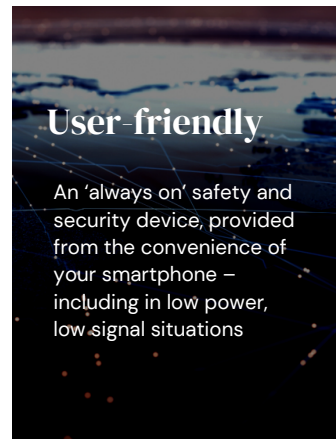 User-friendly
An ‘always on’ safety and
security device, provided
from the convenience of
your smartphone –
including in low power,
low signal situations